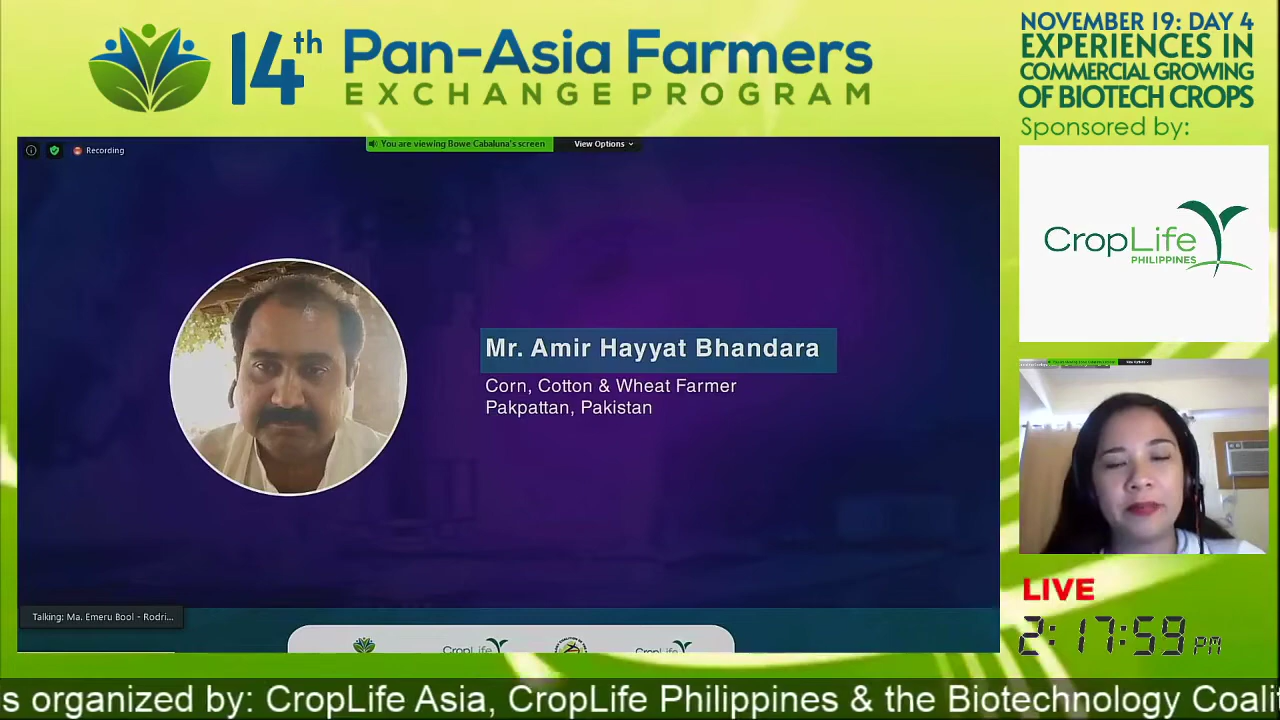 14th Pan-Asia Farmers
EXCHANGE PROGRAM
NOVEMBER 19: DAY 4
EXPERIENCES IN
COMMERCIAL GROWING
OF BIOTECH CROPS
Sponsored by:
Recording
You are viewing Bowe Cabaluna's screen
View Options
CropLife
PHILIPPINES
Mr. Amir Hayyat Bhandara
Corn, Cotton & Wheat Farmer
Pakpattan, Pakistan
LIVE
2:17:59 PM
Talking: Ma. Emeru Bool - Rodri...
CropLife
CropLife
s organized by: CropLife Asia, CropLife Philippines & the Biotechnology Coalit